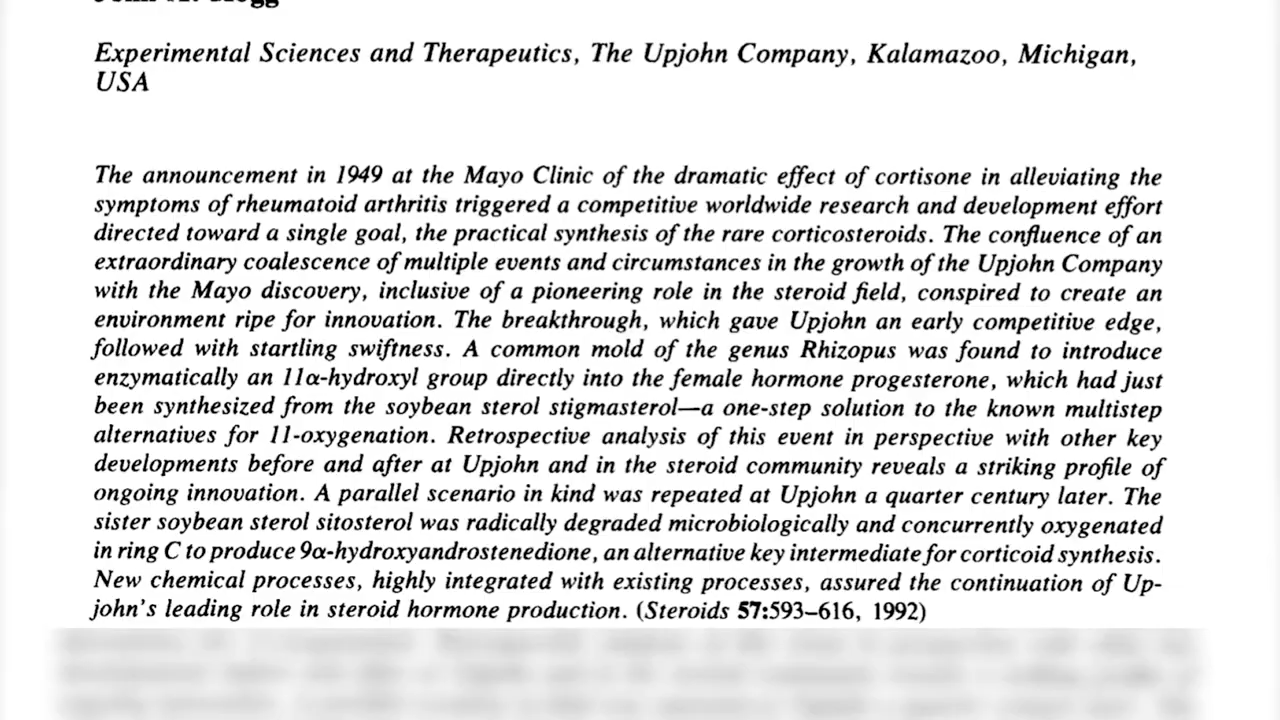 Experimental Sciences and Therapeutics, The Upjohn Company, Kalamazoo, Michigan,
USA
The announcement in 1949 at the Mayo Clinic of the dramatic effect of cortisone in alleviating the
symptoms of rheumatoid arthritis triggered a competitive worldwide research and development effort
directed toward a single goal, the practical synthesis of the rare corticosteroids. The confluence of an
extraordinary coalescence of multiple events and circumstances in the growth of the Upjohn Company
with the Mayo discovery, inclusive of a pioneering role in the steroid field, conspired to create an
environment ripe for innovation. The breakthrough, which gave Upjohn an early competitive edge,
followed with startling swiftness. A common mold of the genus Rhizopus was found to introduce
enzymatically an 11α-hydroxyl group directly into the female hormone progesterone, which had just
been synthesized from the soybean sterol stigmasterol—a one-step solution to the known multistep
alternatives for 11-oxygenation. Retrospective analysis of this event in perspective with other key
developments before and after at Upjohn and in the steroid community reveals a striking profile of
ongoing innovation. A parallel scenario in kind was repeated at Upjohn a quarter century later. The
sister soybean sterol sitosterol was radically degraded microbiologically and concurrently oxygenated
in ring C to produce 9α-hydroxyandrostenedione, an alternative key intermediate for corticoid synthesis.
New chemical processes, highly integrated with existing processes, assured the continuation of Up-
john's leading role in steroid hormone production. (Steroids 57:593–616, 1992)